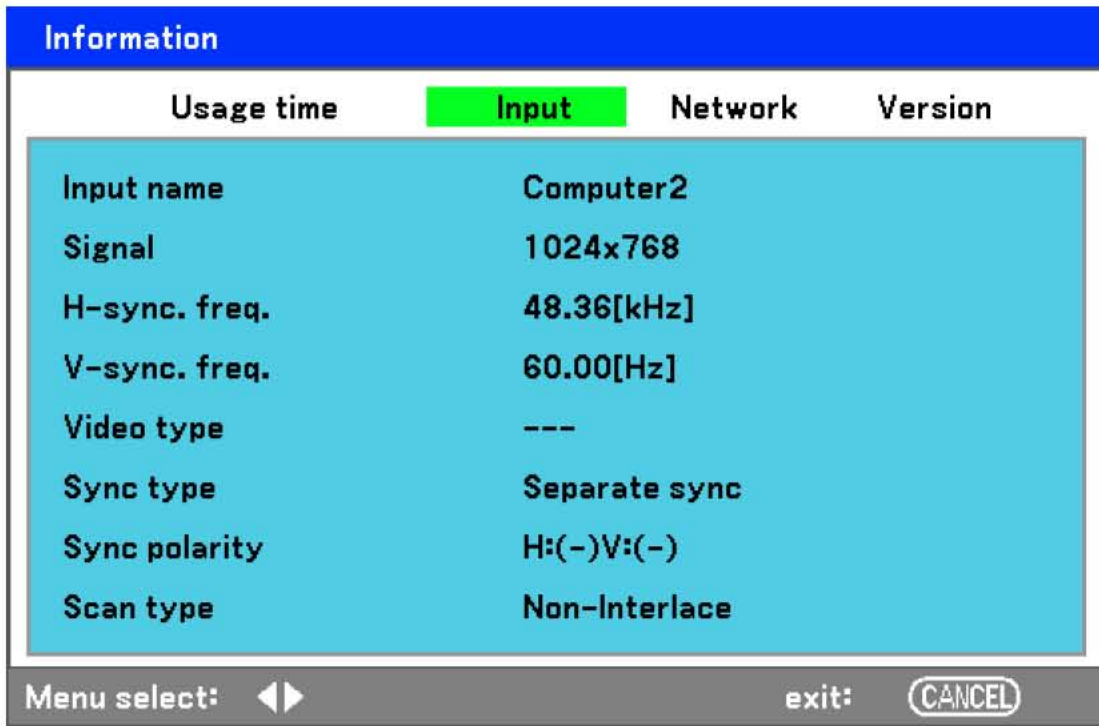 Information
Usage time Input Network Version
Input name Computer2
Signal 1024x768
H-sync. freq. 48.36[kHz]
V-sync. freq. 60.00[Hz]
Video type ---
Sync type Separate sync
Sync polarity H:(-)V:(-)
Scan type Non-Interlace
Menu select: ◀▶ exit: CANCEL